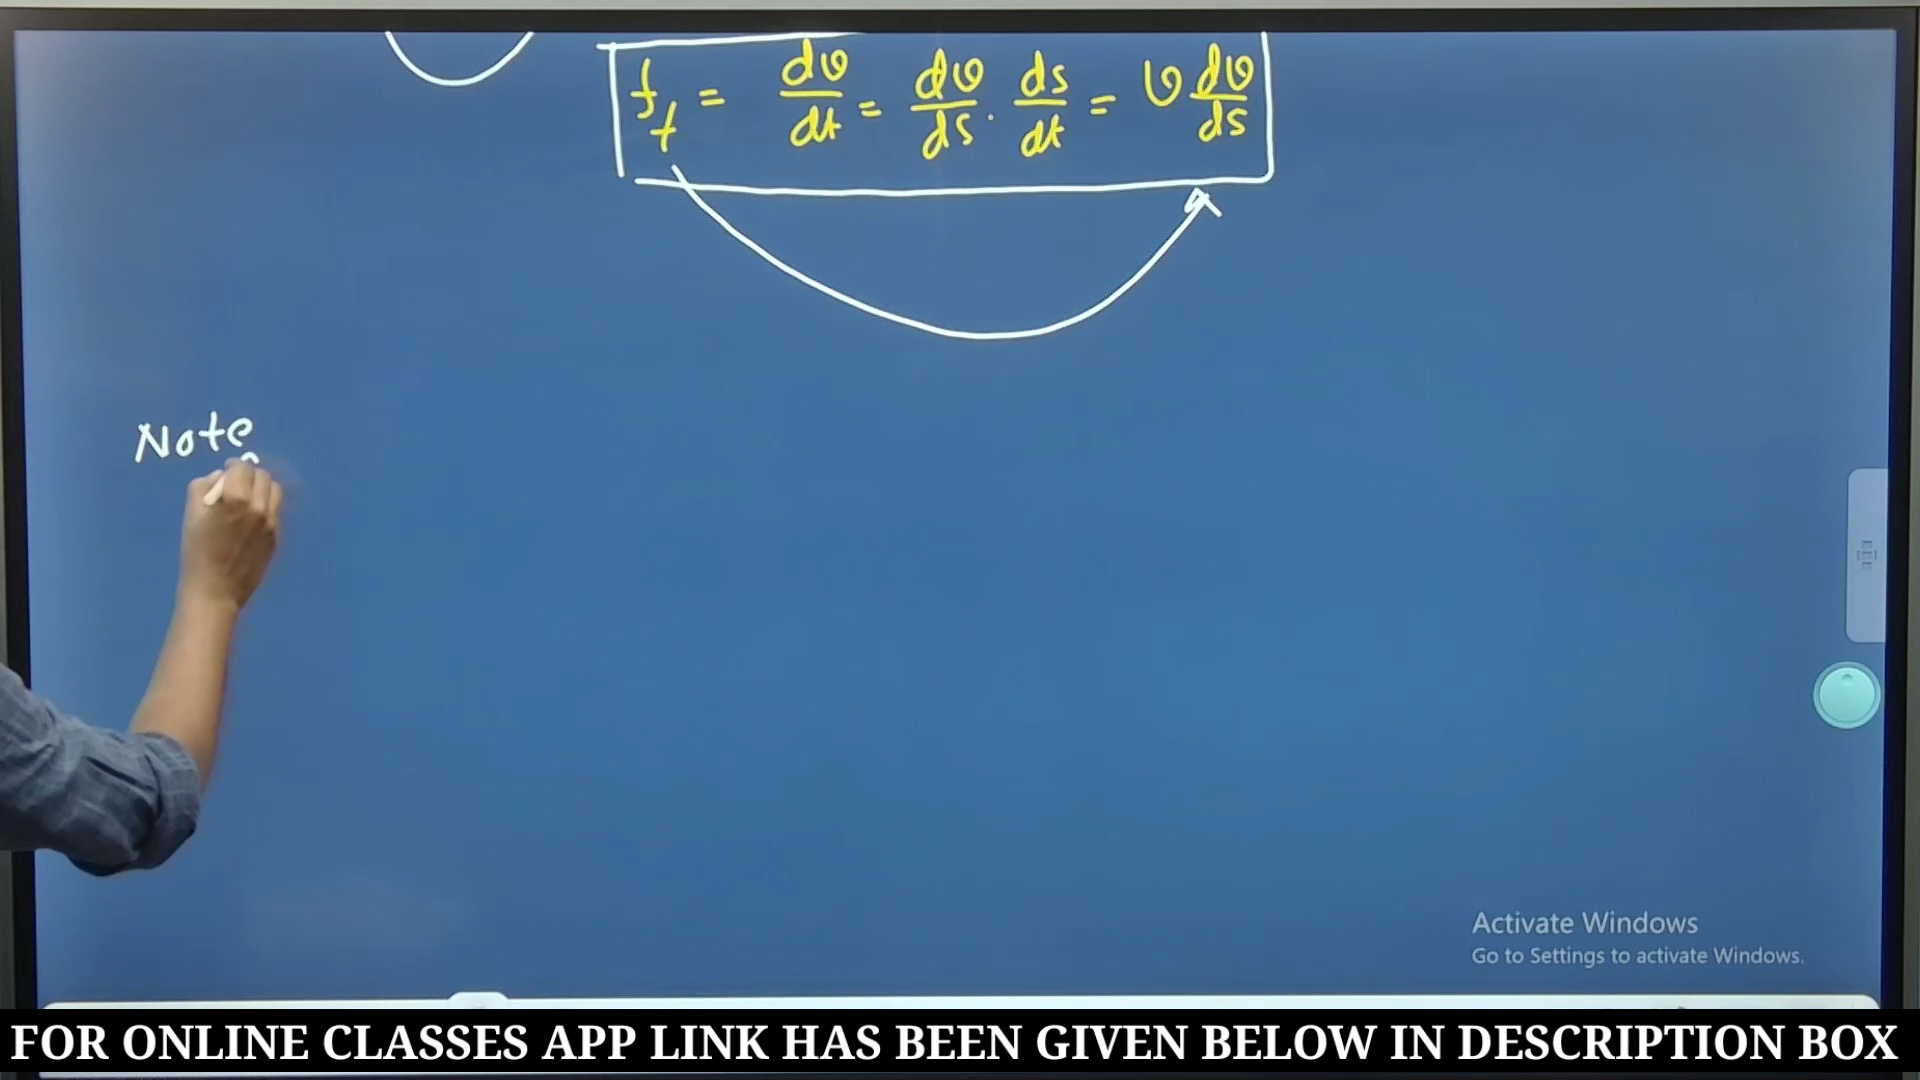 f_t = dv/dt = dv/ds . ds/dt = v dv/ds
Note
Activate Windows
Go to Settings to activate Windows.
FOR ONLINE CLASSES APP LINK HAS BEEN GIVEN BELOW IN DESCRIPTION BOX